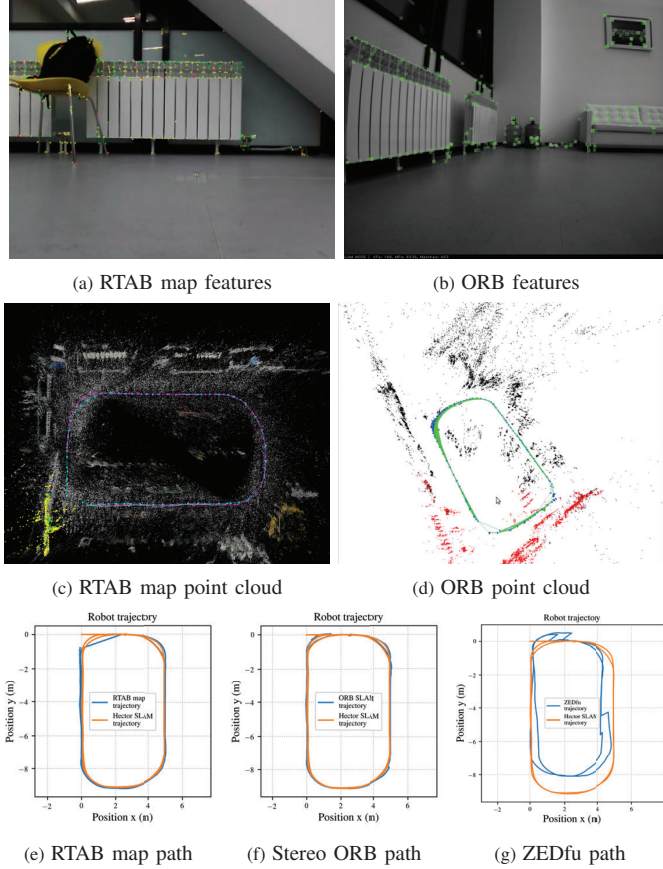 (a) RTAB map features
(b) ORB features
(c) RTAB map point cloud
(d) ORB point cloud
Robot trajectory
Position y (m)
0
−2
−4
−6
−8
RTAB map
trajectory
Hector SLAM
trajectory
−2 0 2 4 6
Position x (m)
Robot trajectory
Position y (m)
0
−2
−4
−6
−8
ORB SLAM
trajectory
Hector SLAM
trajectory
−2 0 2 4 6
Position x (m)
Robot trajectory
Position y (m)
0
−2
−4
−6
−8
ZEDfu
trajectory
Hector SLAM
trajectory
−2 0 2 4 6
Position x (m)
(e) RTAB map path
(f) Stereo ORB path
(g) ZEDfu path